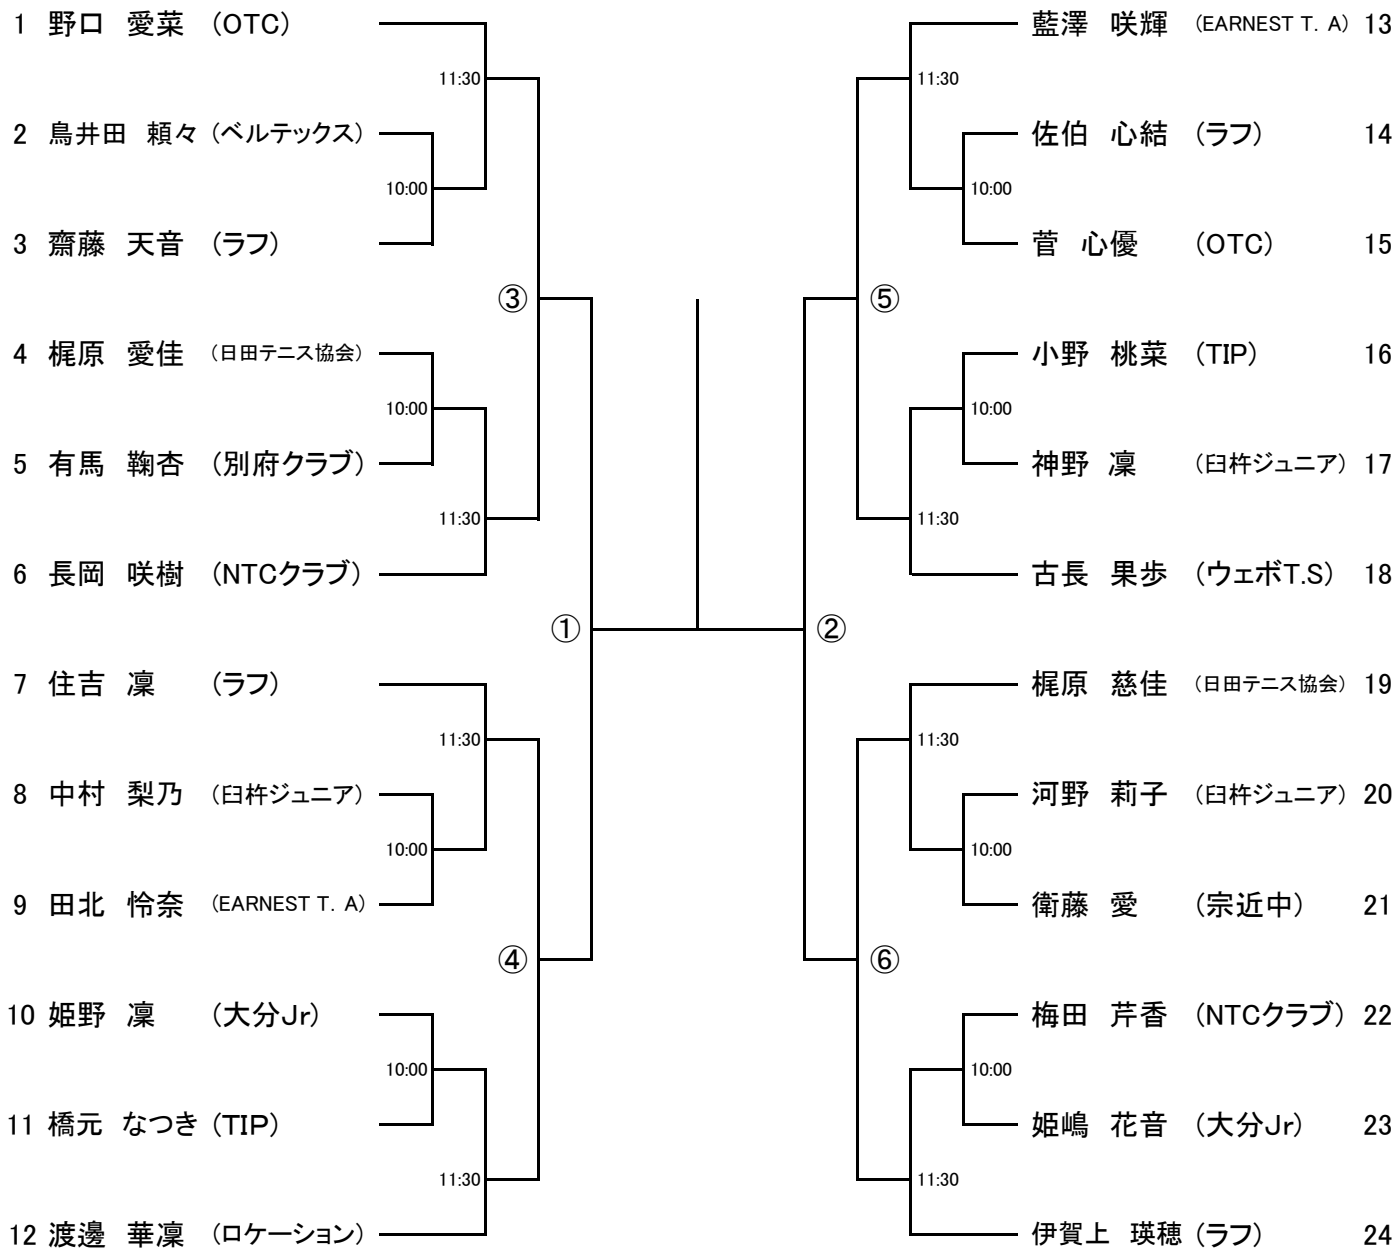 1 野口 愛菜 (OTC)
11:30
2 鳥井田 頼々 (ベルテックス)
10:00
3 齋藤 天音 (ラフ)
③
4 梶原 愛佳 (日田テニス協会)
10:00
5 有馬 鞠杏 (別府クラブ)
11:30
6 長岡 咲樹 (NTCクラブ)
①
7 住吉 凜 (ラフ)
11:30
8 中村 梨乃 (臼杵ジュニア)
10:00
9 田北 怜奈 (EARNEST T. A)
④
10 姫野 凜 (大分Jr)
10:00
11 橋元 なつき (TIP)
11:30
12 渡邊 華凜 (ロケーション)
藍澤 咲輝 (EARNEST T. A) 13
11:30
佐伯 心結 (ラフ) 14
10:00
菅 心優 (OTC) 15
⑤
小野 桃菜 (TIP) 16
10:00
神野 凜 (臼杵ジュニア) 17
11:30
古長 果歩 (ウェボT.S) 18
②
梶原 慈佳 (日田テニス協会) 19
11:30
河野 莉子 (臼杵ジュニア) 20
10:00
衛藤 愛 (宗近中) 21
⑥
梅田 芹香 (NTCクラブ) 22
10:00
姫嶋 花音 (大分Jr) 23
11:30
伊賀上 瑛穂 (ラフ) 24